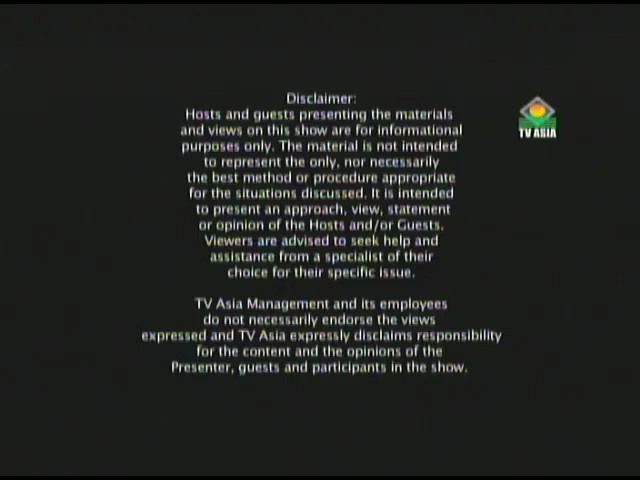 Disclaimer:
Hosts and guests presenting the materials
and views on this show are for informational
purposes only. The material is not intended
to represent the only, nor necessarily
the best method or procedure appropriate
for the situations discussed. It is intended
to present an approach, view, statement
or opinion of the Hosts and/or Guests.
Viewers are advised to seek help and
assistance from a specialist of their
choice for their specific issue.
TV Asia Management and its employees
do not necessarily endorse the views
expressed and TV Asia expressly disclaims responsibility
for the content and the opinions of the
Presenter, guests and participants in the show.
TV ASIA